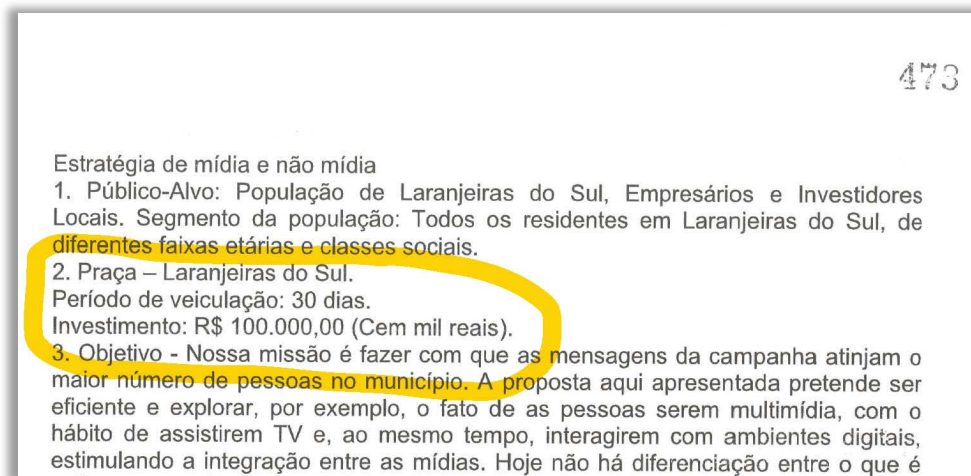 473
Estratégia de mídia e não mídia
1. Público-Alvo: População de Laranjeiras do Sul, Empresários e Investidores
Locais. Segmento da população: Todos os residentes em Laranjeiras do Sul, de
diferentes faixas etárias e classes sociais.
2. Praça – Laranjeiras do Sul.
Período de veiculação: 30 dias.
Investimento: R$ 100.000,00 (Cem mil reais).
3. Objetivo - Nossa missão é fazer com que as mensagens da campanha atinjam o
maior número de pessoas no município. A proposta aqui apresentada pretende ser
eficiente e explorar, por exemplo, o fato de as pessoas serem multimídia, com o
hábito de assistirem TV e, ao mesmo tempo, interagirem com ambientes digitais,
estimulando a integração entre as mídias. Hoje não há diferenciação entre o que é